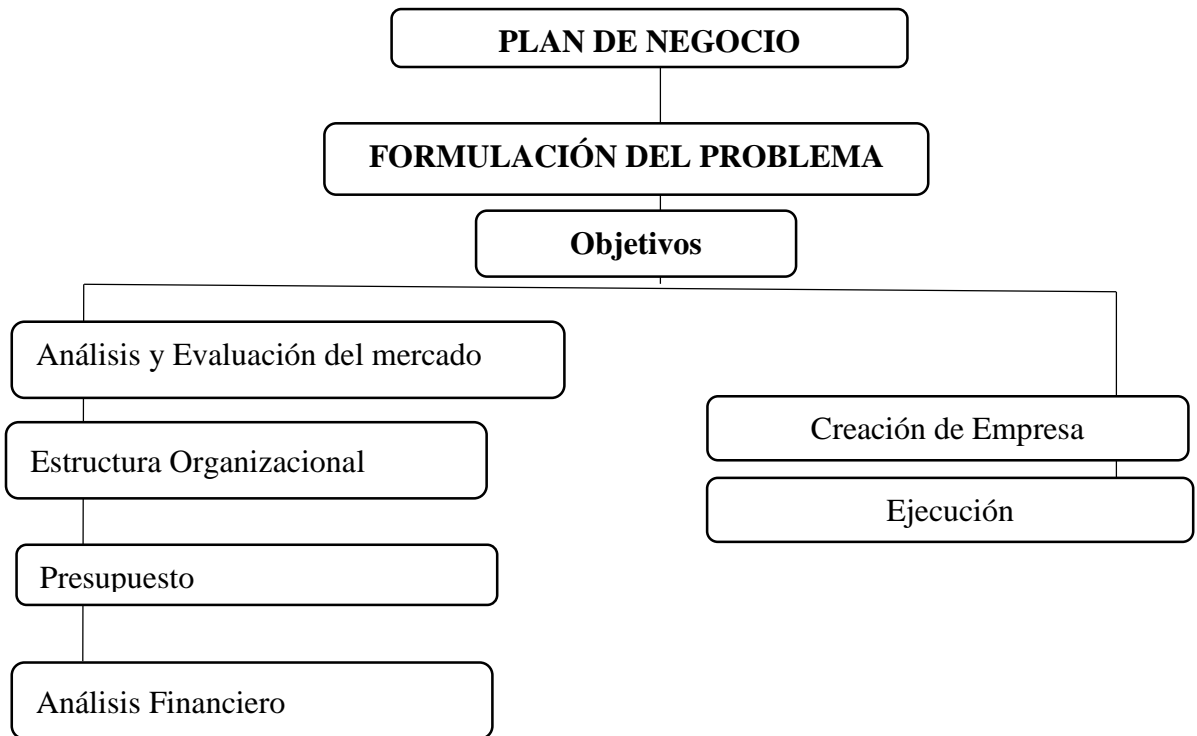 PLAN DE NEGOCIO
FORMULACIÓN DEL PROBLEMA
Objetivos
Análisis y Evaluación del mercado
Estructura Organizacional
Presupuesto
Análisis Financiero
Creación de Empresa
Ejecución